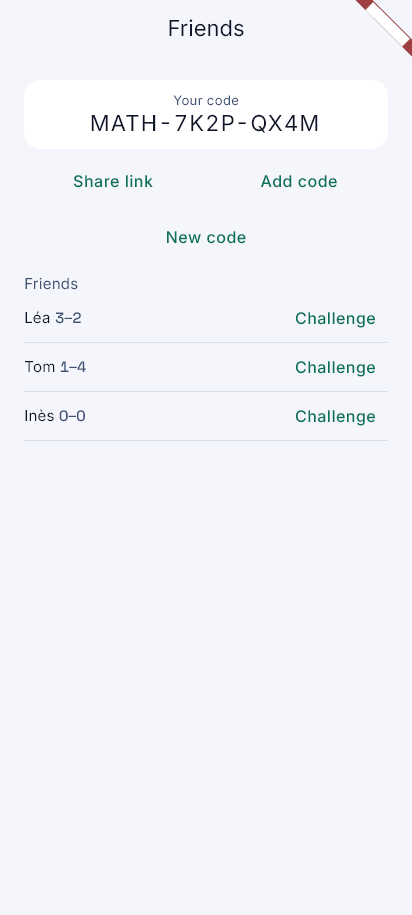 Friends
Your code
MATH-7K2P-QX4M
Share link Add code
New code
Friends
Léa 3–2 Challenge
Tom 1–4 Challenge
Inès 0–0 Challenge